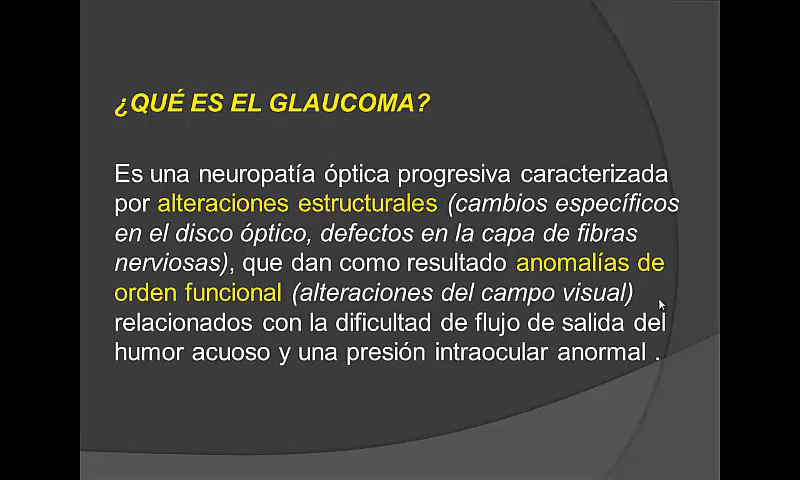 ¿QUÉ ES EL GLAUCOMA?
Es una neuropatía óptica progresiva caracterizada
por alteraciones estructurales (cambios específicos
en el disco óptico, defectos en la capa de fibras
nerviosas), que dan como resultado anomalías de
orden funcional (alteraciones del campo visual)
relacionados con la dificultad de flujo de salida del
humor acuoso y una presión intraocular anormal .